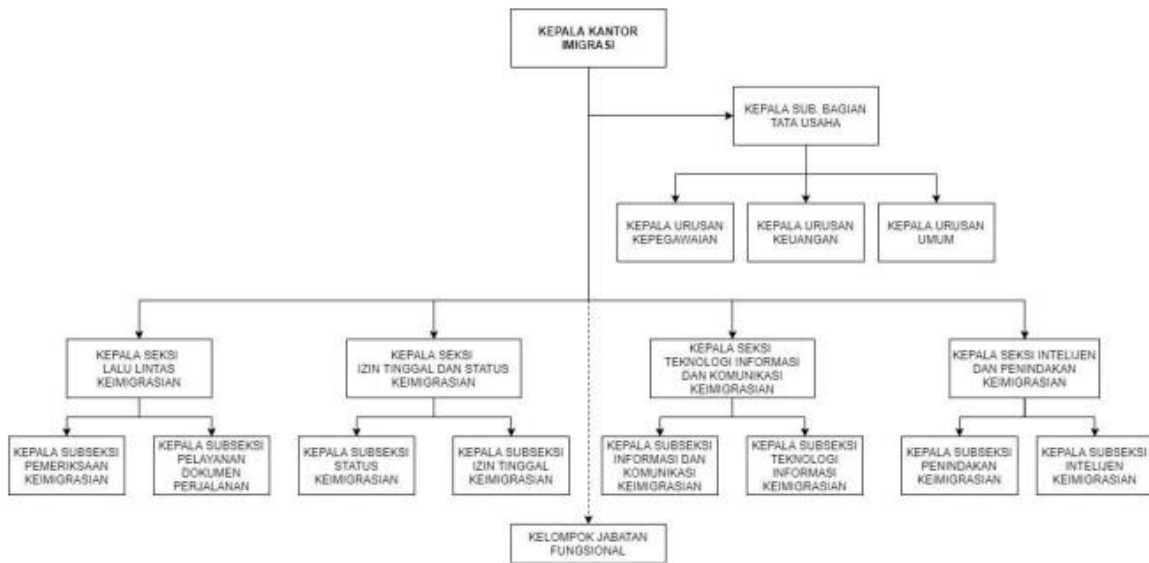 KEPALA KANTOR
IMIGRASI
KEPALA SUB. BAGIAN
TATA USAHA
KEPALA URUSAN
KEPEGAWAIAN
KEPALA URUSAN
KEUANGAN
KEPALA URUSAN
UMUM
KEPALA SEKSI
LALU LINTAS
KEIMIGRASIAN
KEPALA SEKSI
IZIN TINGGAL DAN STATUS
KEIMIGRASIAN
KEPALA SEKSI
TEKNOLOGI INFORMASI
DAN KOMUNIKASI
KEIMIGRASIAN
KEPALA SEKSI INTELIJEN
DAN PENINDAKAN
KEIMIGRASIAN
KEPALA SUBSEKSI
PEMERIKSAAN
KEIMIGRASIAN
KEPALA SUBSEKSI
PELAYANAN
DOKUMEN
PERJALANAN
KEPALA SUBSEKSI
STATUS
KEIMIGRASIAN
KEPALA SUBSEKSI
IZIN TINGGAL
KEIMIGRASIAN
KEPALA SUBSEKSI
INFORMASI DAN
KOMUNIKASI
KEIMIGRASIAN
KEPALA SUBSEKSI
TEKNOLOGI
INFORMASI
KEIMIGRASIAN
KEPALA SUBSEKSI
PENINDAKAN
KEIMIGRASIAN
KEPALA SUBSEKSI
INTELIJEN
KEIMIGRASIAN
KELOMPOK JABATAN
FUNGSIONAL